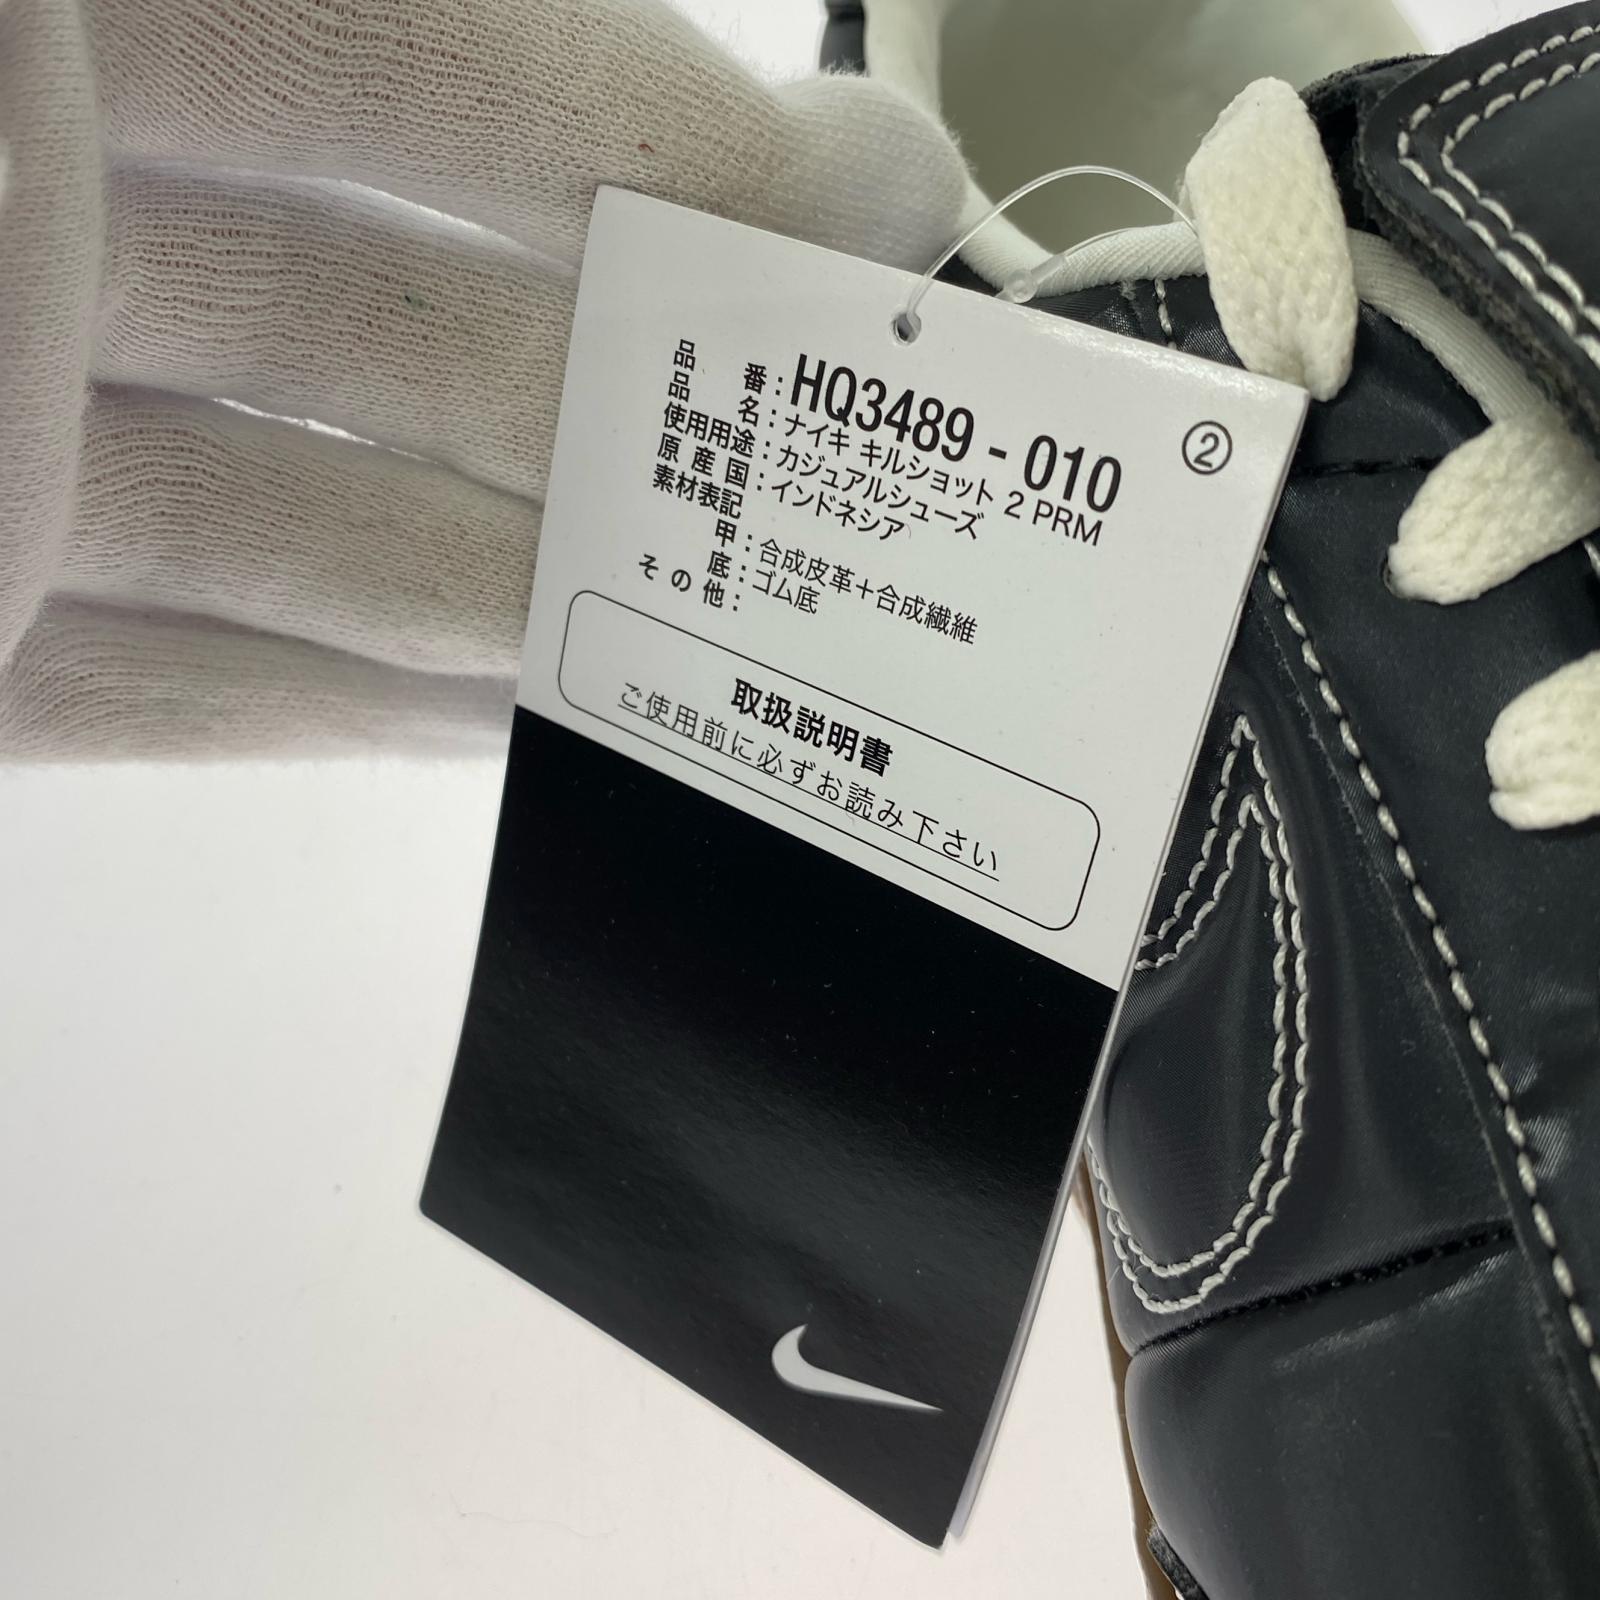 品番：HQ3489 - 010 ②
品名：ナイキ キルショット 2 PRM
使用用途：カジュアルシューズ
原産国：インドネシア
素材表記
甲：合成皮革＋合成繊維
底：ゴム底
その他：
取扱説明書
ご使用前に必ずお読み下さい